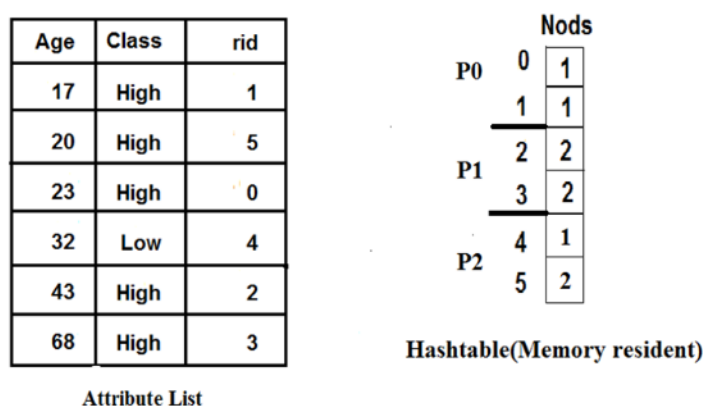 Age Class rid
17 High 1
20 High 5
23 High 0
32 Low 4
43 High 2
68 High 3
Attribute List
Nods
P0
0 1
1 1
P1
2 2
3 2
P2
4 1
5 2
Hashtable(Memory resident)